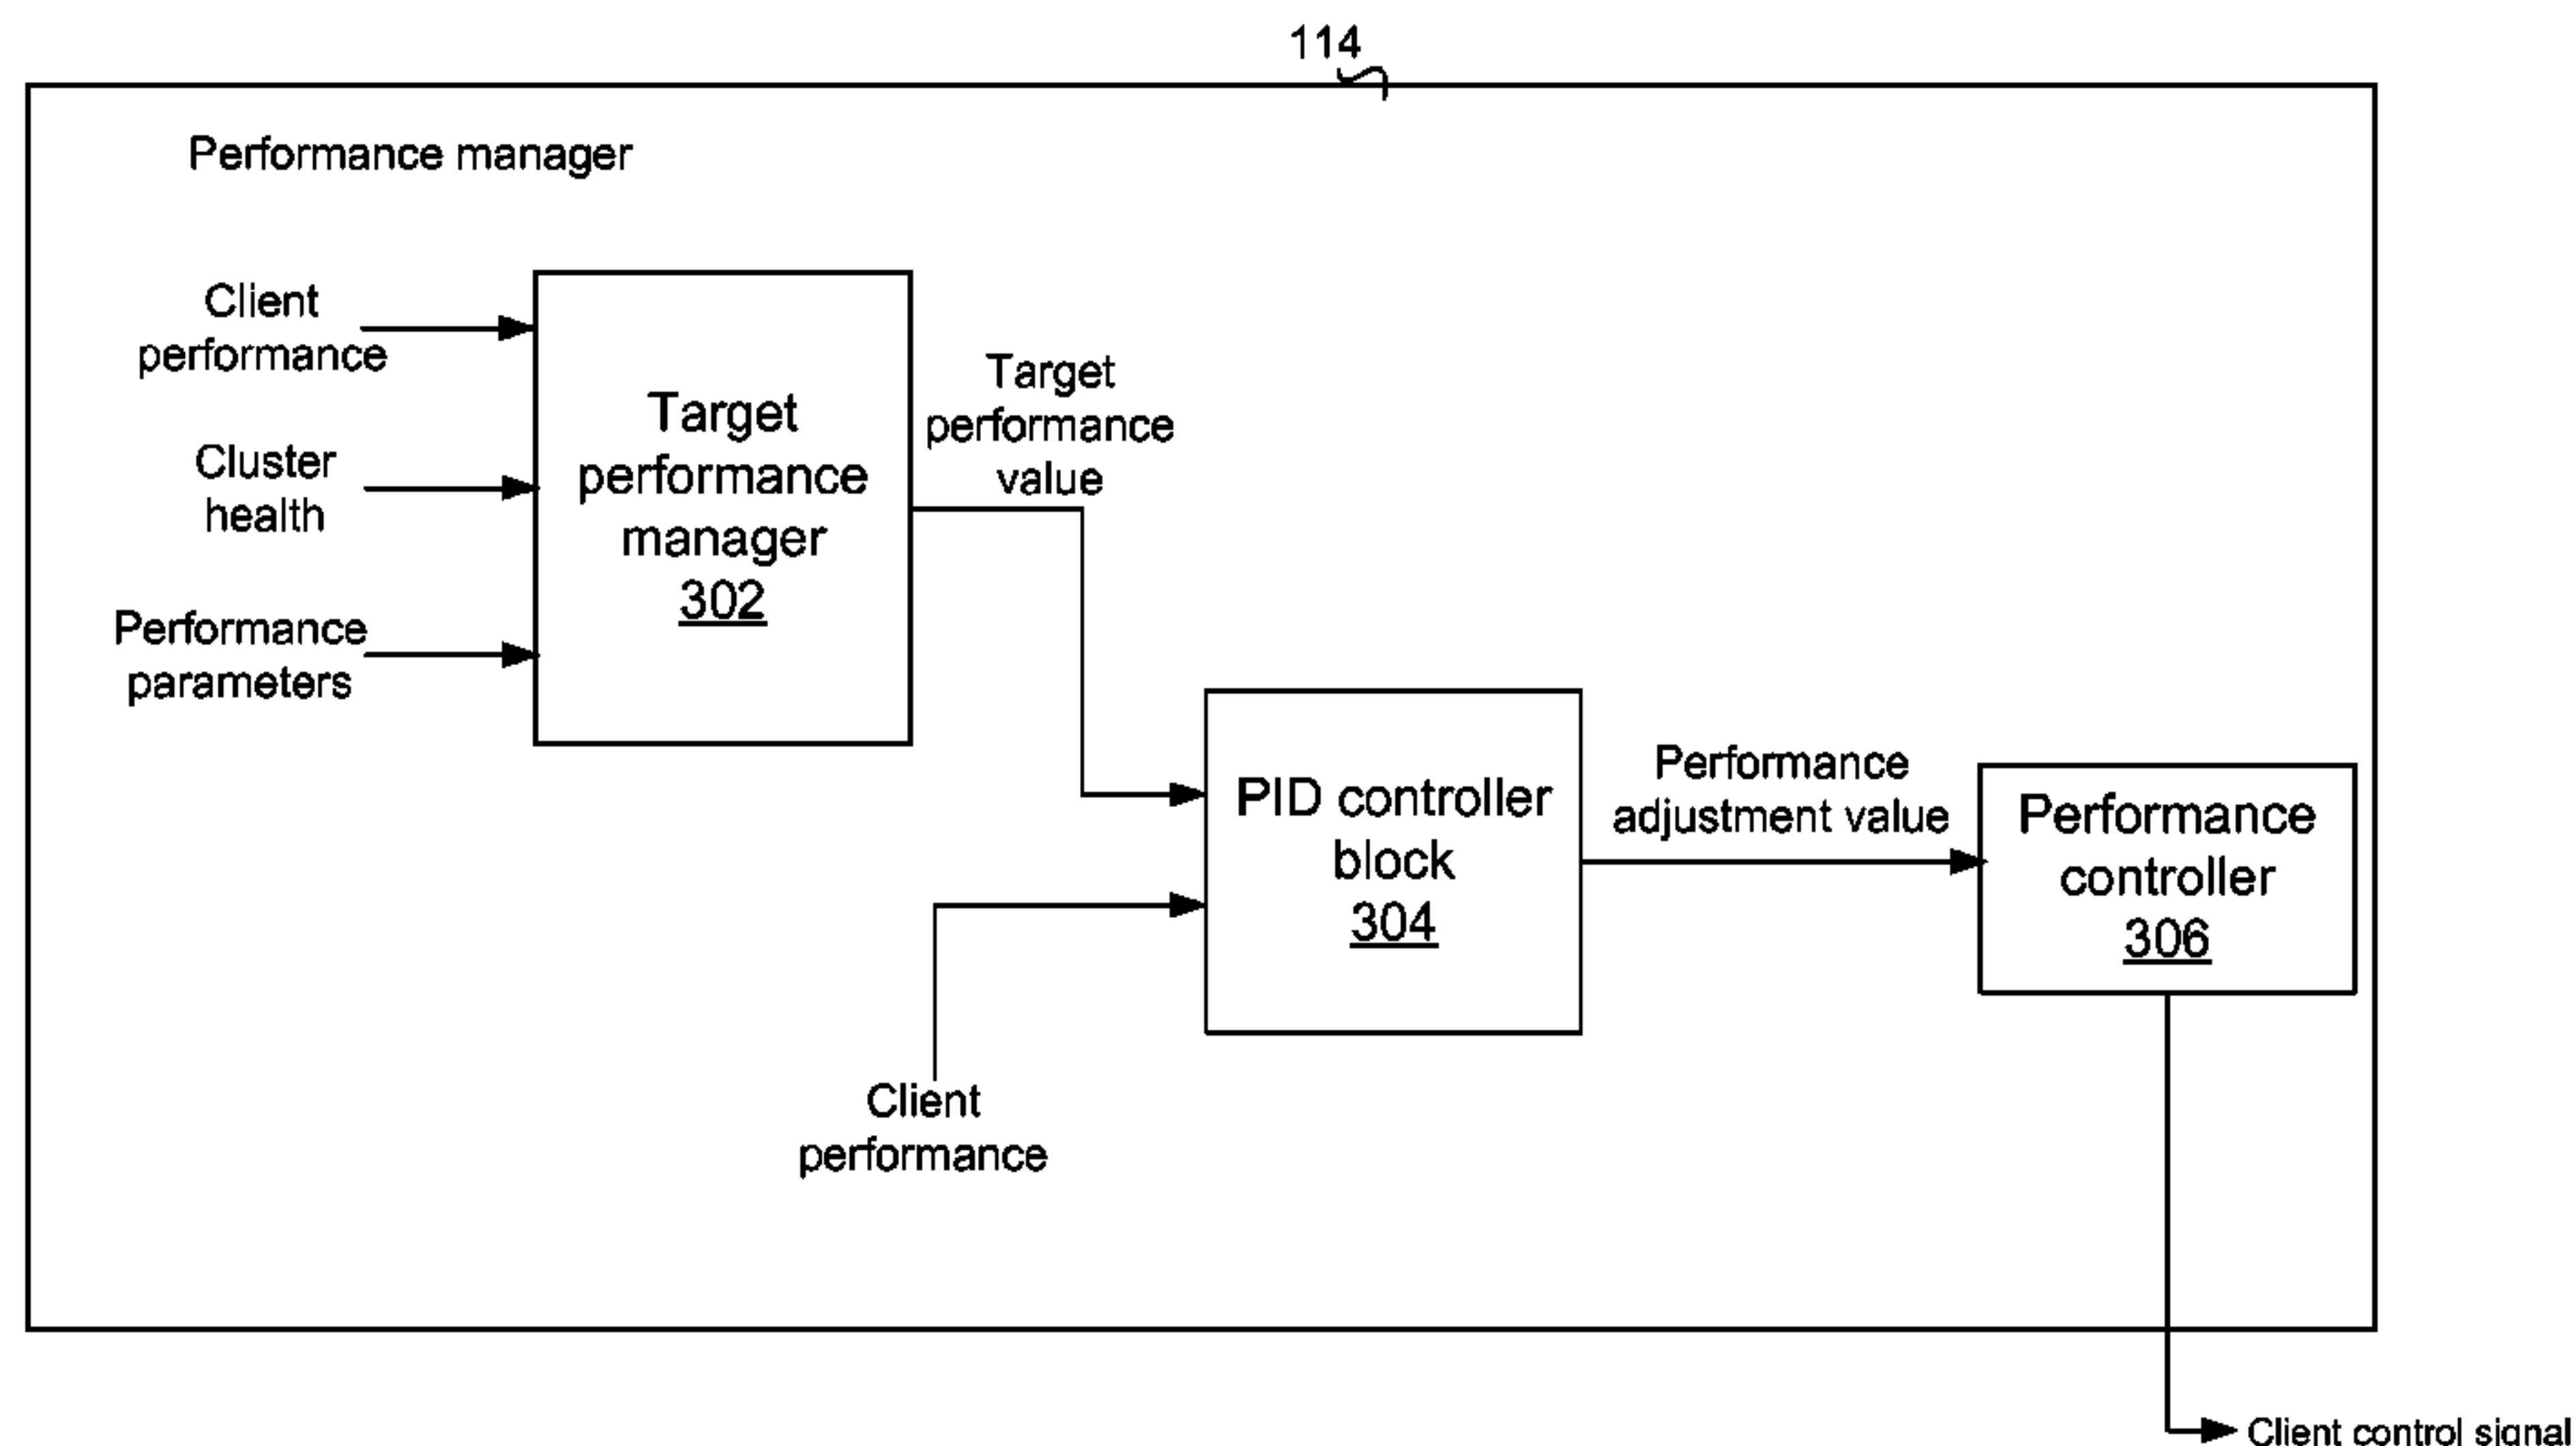 114
Performance manager
Client
performance
Cluster
health
Performance
parameters
Target
performance
manager
302
Target
performance
value
PID controller
block
304
Client
performance
Performance
adjustment value
Performance
controller
306
Client control signal